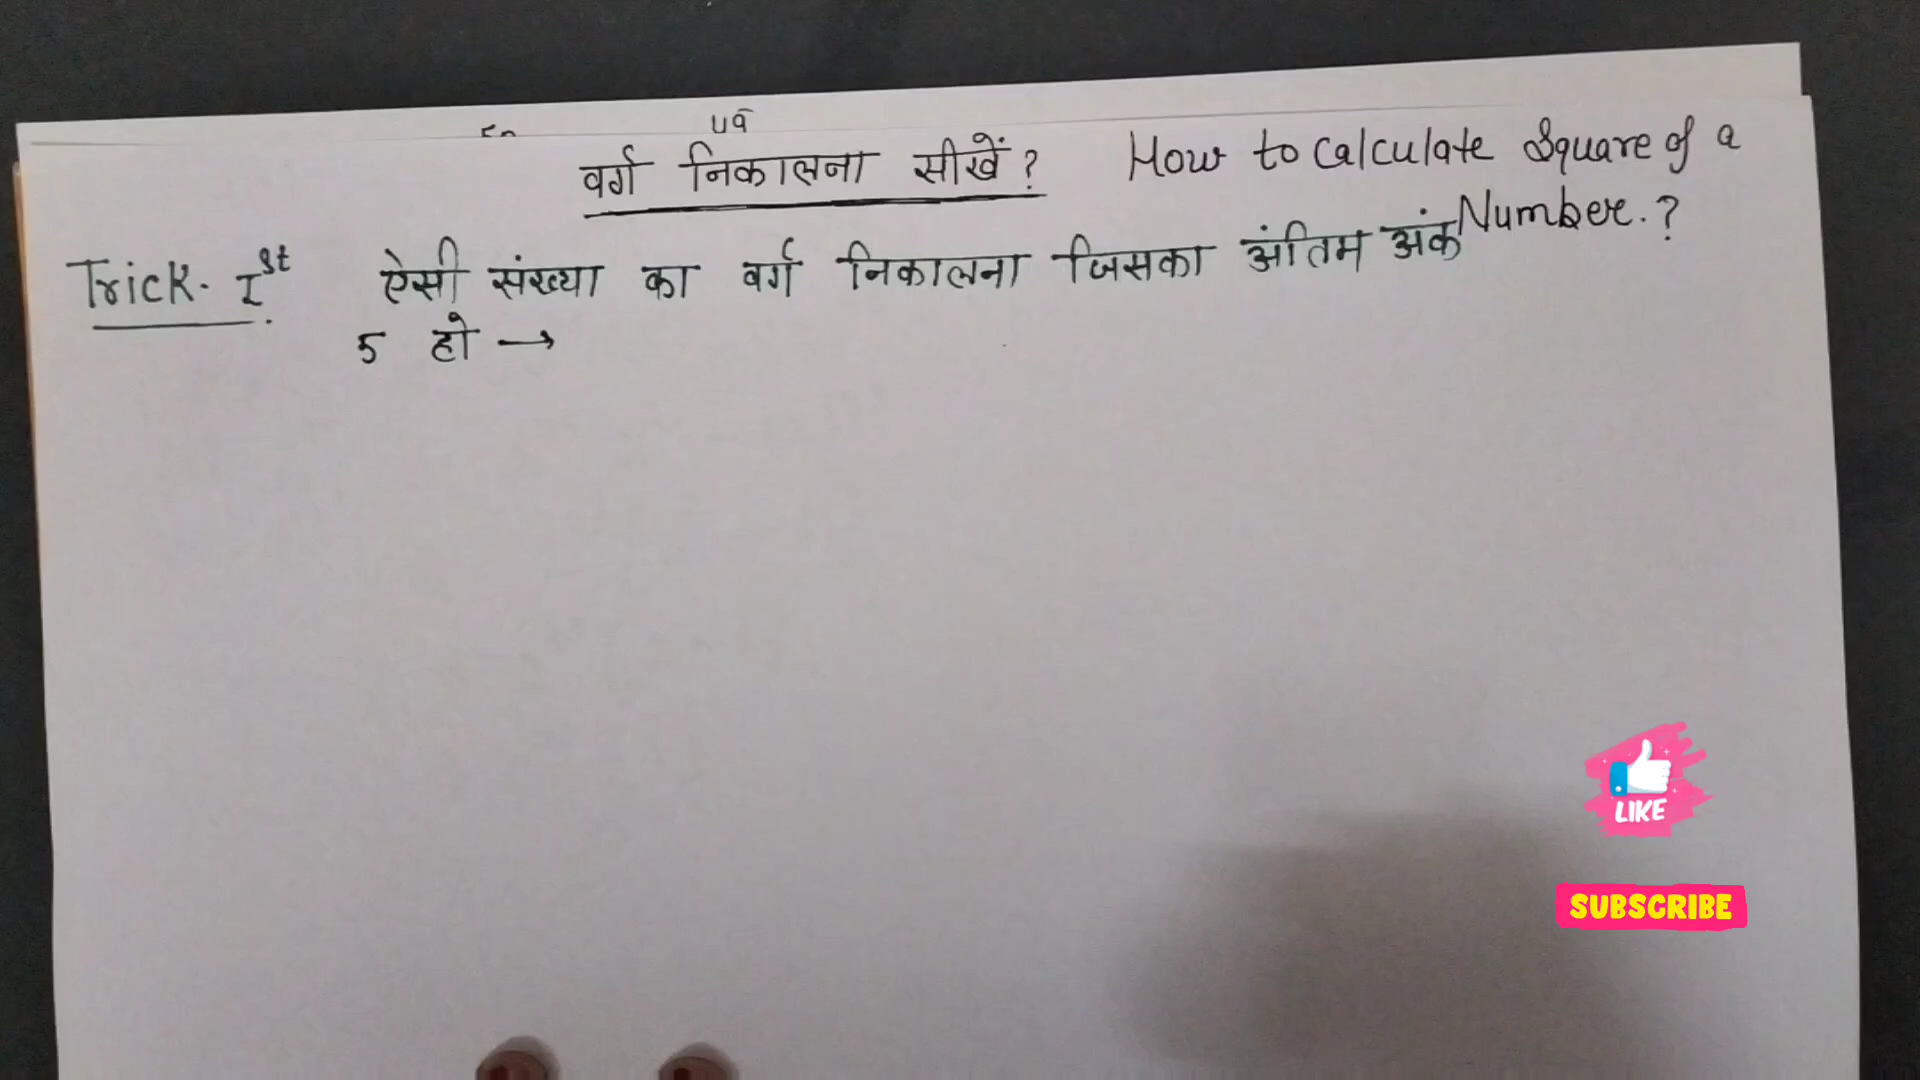 वर्ग निकालना सीखें? How to Calculate Square of a
Number.?
Trick. Ist ऐसी संख्या का वर्ग निकालना जिसका अंतिम अंक
5 हो →
LIKE
SUBSCRIBE